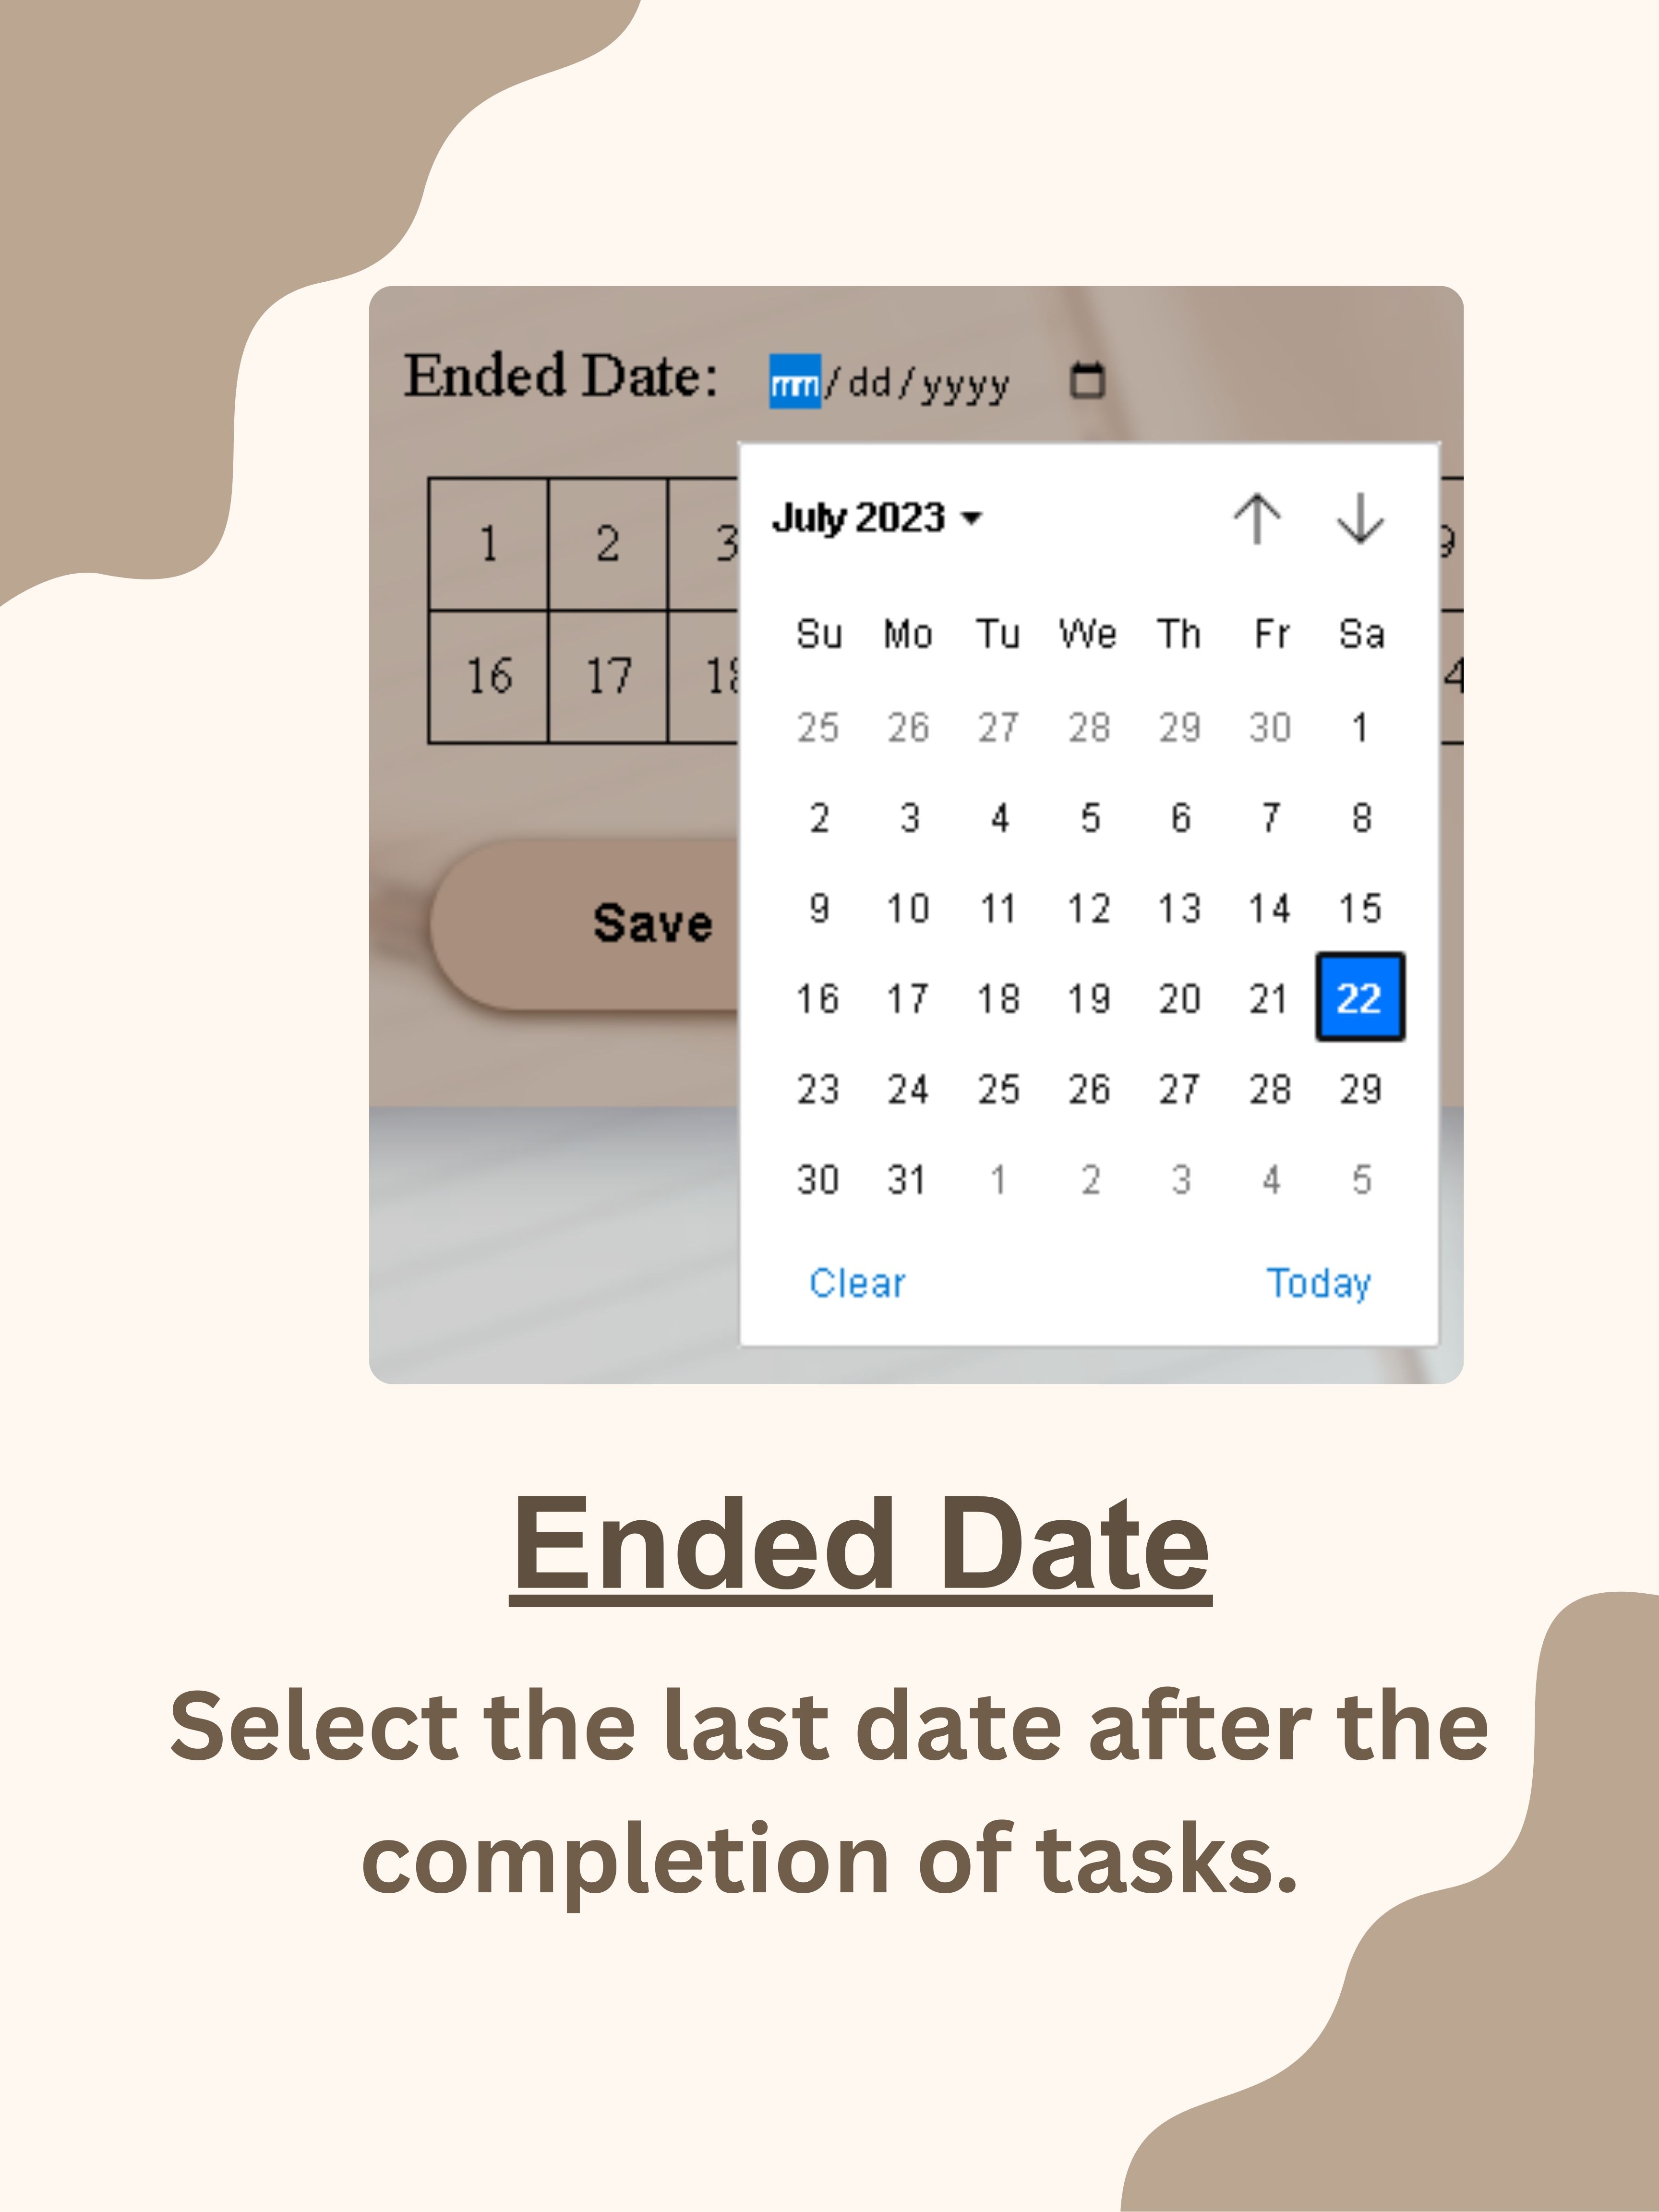 Ended Date: mm/dd/yyyy
July 2023
1 2 3 9
Su Mo Tu We Th Fr Sa
16 17 18 4
25 26 27 28 29 30 1
2 3 4 5 6 7 8
Save
9 10 11 12 13 14 15
16 17 18 19 20 21 22
23 24 25 26 27 28 29
30 31 1 2 3 4 5
Clear Today
Ended Date
Select the last date after the
completion of tasks.